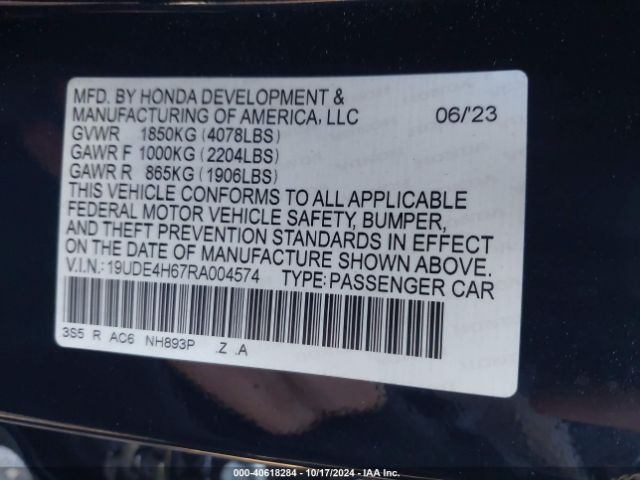 MFD. BY HONDA DEVELOPMENT &
MANUFACTURING OF AMERICA, LLC 06/'23
GVWR 1850KG (4078LBS)
GAWR F 1000KG (2204LBS)
GAWR R 865KG (1906LBS)
THIS VEHICLE CONFORMS TO ALL APPLICABLE
FEDERAL MOTOR VEHICLE SAFETY, BUMPER,
AND THEFT PREVENTION STANDARDS IN EFFECT
ON THE DATE OF MANUFACTURE SHOWN ABOVE.
V.I.N.: 19UDE4H67RA004574 TYPE: PASSENGER CAR
3S5 R AC6 NH893P .Z .A
000-40618284 - 10/17/2024 - IAA Inc.